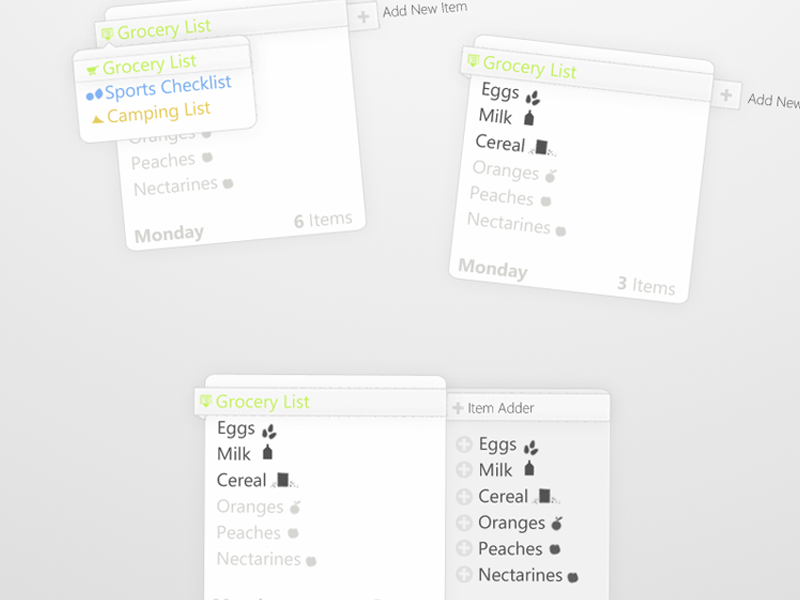 Grocery List
Add New Item
Grocery List
Sports Checklist
Camping List
Oranges
Peaches
Nectarines
Monday
6 Items
Grocery List
Add New
Eggs
Milk
Cereal
Oranges
Peaches
Nectarines
Monday
3 Items
Grocery List
Eggs
Milk
Cereal
Oranges
Peaches
Nectarines
Item Adder
Eggs
Milk
Cereal
Oranges
Peaches
Nectarines